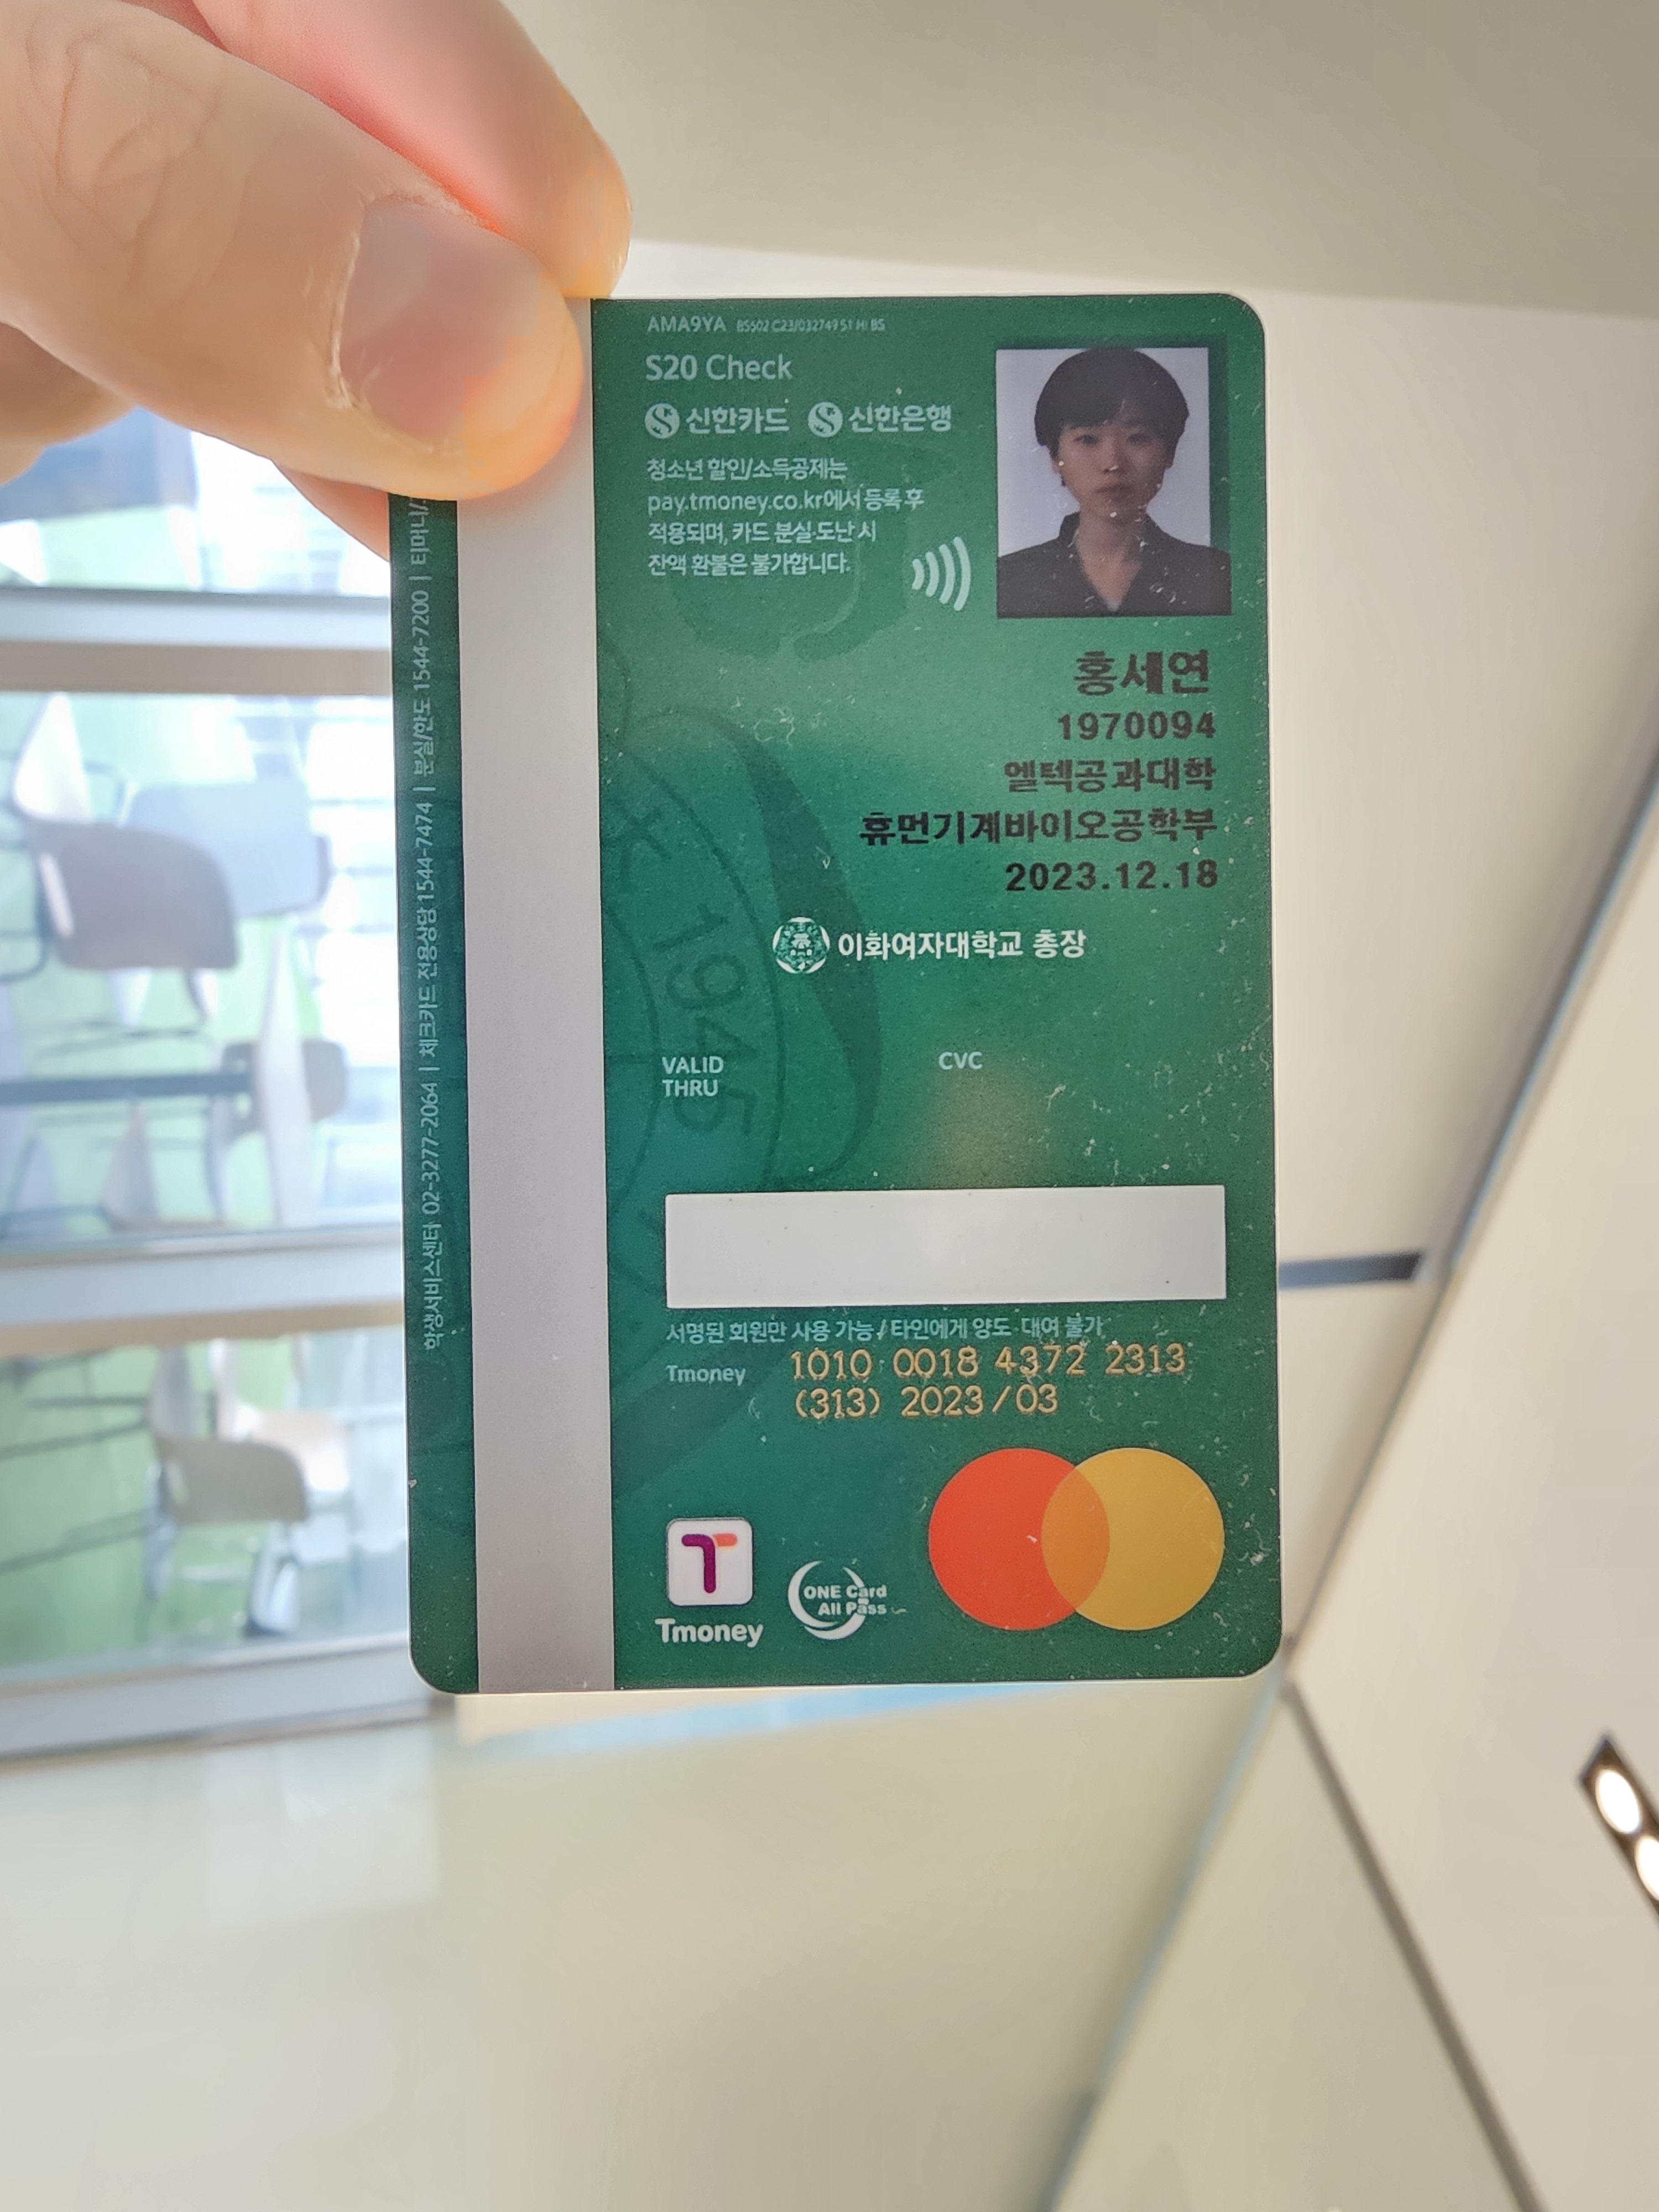 AMA9YA BS502 C23/03274951 HI BS
S20 Check
신한카드 신한은행
청소년 할인/소득공제는
pay.tmoney.co.kr에서 등록 후
적용되며, 카드 분실·도난 시
잔액 환불은 불가합니다.
홍세연
1970094
엘텍공과대학
휴먼기계바이오공학부
2023.12.18
이화여자대학교 총장
1945
VALID
THRU
CVC
서명된 회원만 사용 가능 / 타인에게 양도·대여 불가
Tmoney 1010 0018 4372 2313
(313) 2023/03
Tmoney
ONE Card
All Pass
학생서비스센터 02-3277-2064 | 체크카드 전용상담 1544-7474 | 분실/한도 1544-7200 | 티머니/